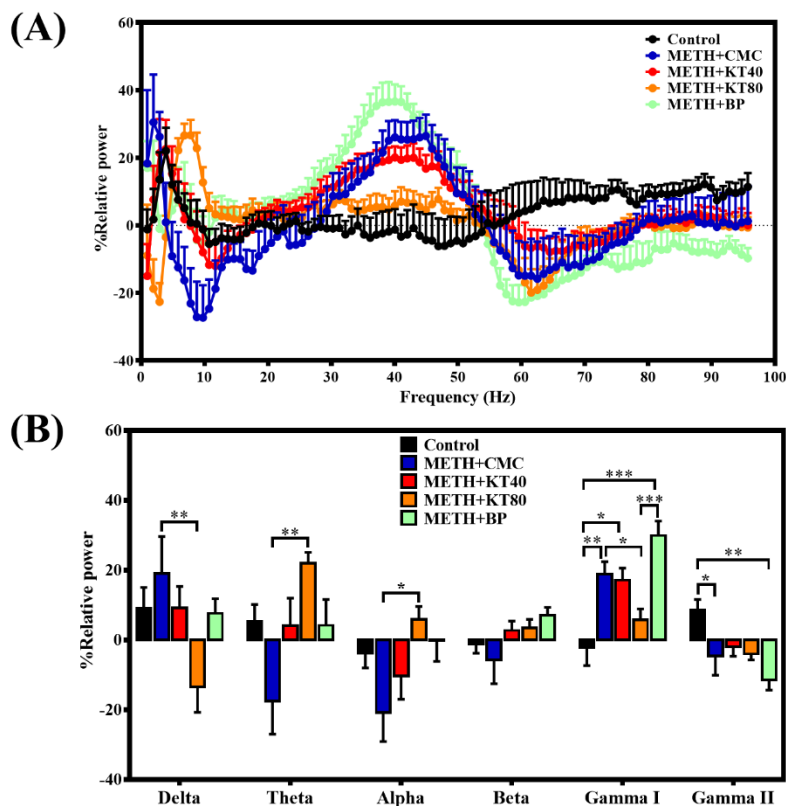 (A)
60
40
20
0
-20
-40
%Relative power
0 10 20 30 40 50 60 70 80 90 100
Frequency (Hz)
Control
METH+CMC
METH+KT40
METH+KT80
METH+BP
(B)
60
40
20
0
-20
-40
%Relative power
Control
METH+CMC
METH+KT40
METH+KT80
METH+BP
**
**
*
***
*
***
**
*
**
*
Delta Theta Alpha Beta Gamma I Gamma II